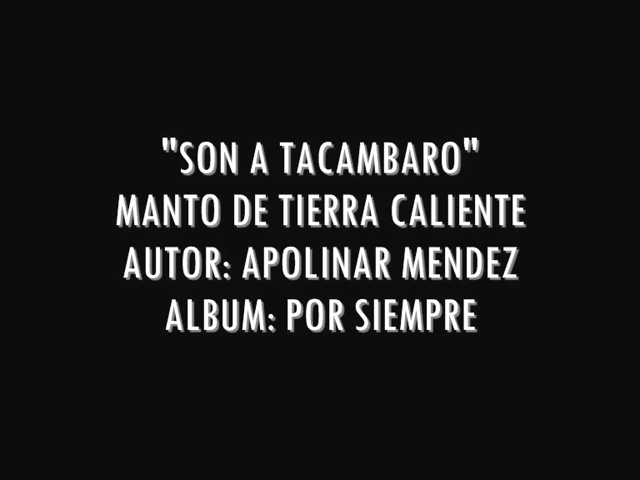 "SON A TACAMBARO"
MANTO DE TIERRA CALIENTE
AUTOR: APOLINAR MENDEZ
ALBUM: POR SIEMPRE